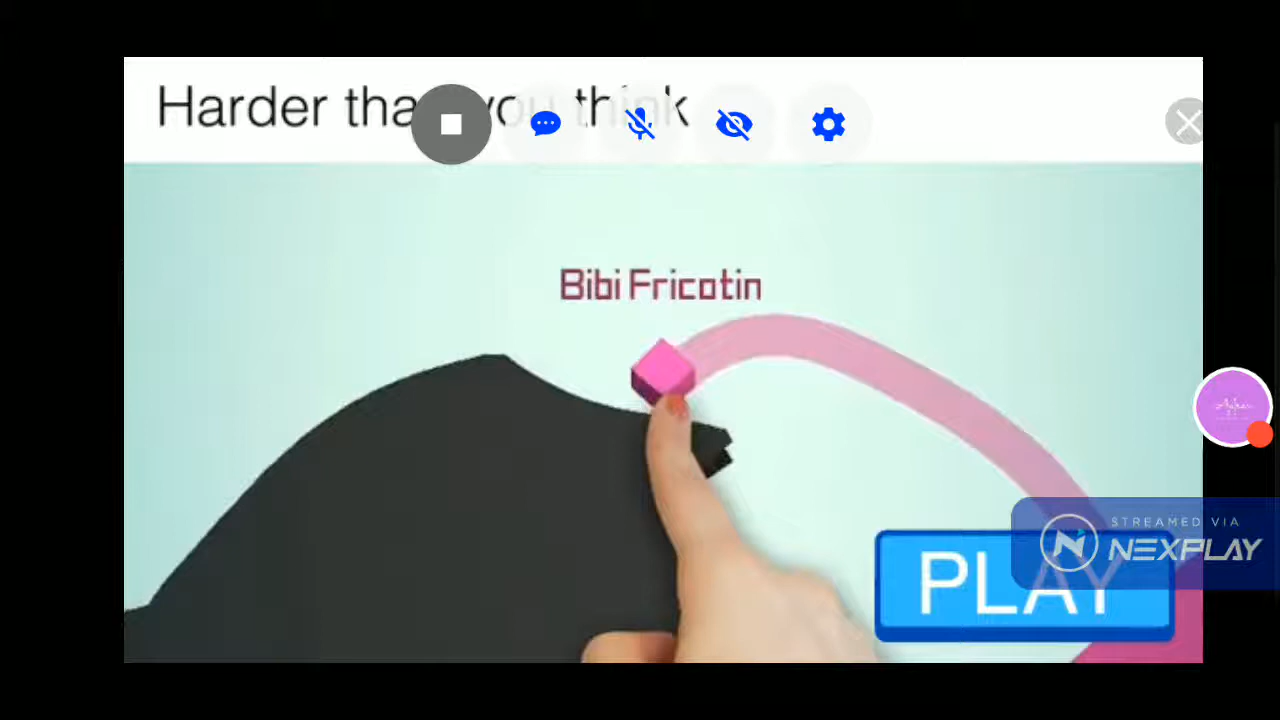 Harder than you think
Bibi Fricotin
STREAMED VIA
NEXPLAY
PLAY